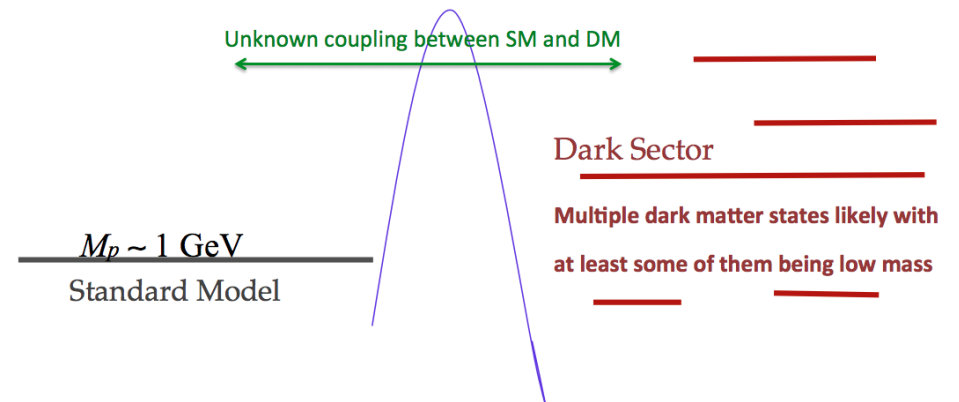 Unknown coupling between SM and DM
Dark Sector
Multiple dark matter states likely with
at least some of them being low mass
Mp ~ 1 GeV
Standard Model